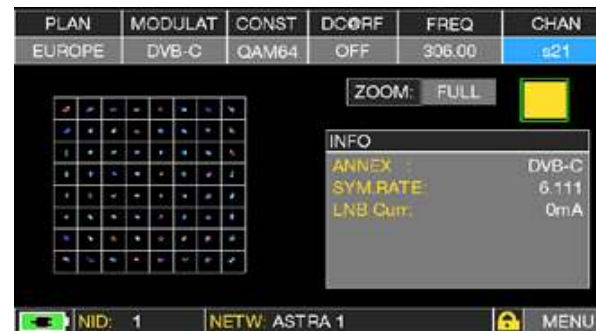 PLAN MODULAT CONST DC@RF FREQ CHAN
EUROPE DVB-C QAM64 OFF 306.00 s21
ZOOM: FULL
INFO
ANNEX : DVB-C
SYM.RATE: 6.111
LNB Curr.: 0mA
NID: 1 NETW: ASTRA 1 MENU